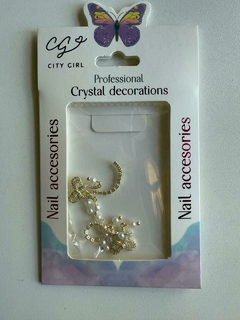 CG
CITY GIRL
Professional
Crystal decorations
Nail accesories
Nail accesories